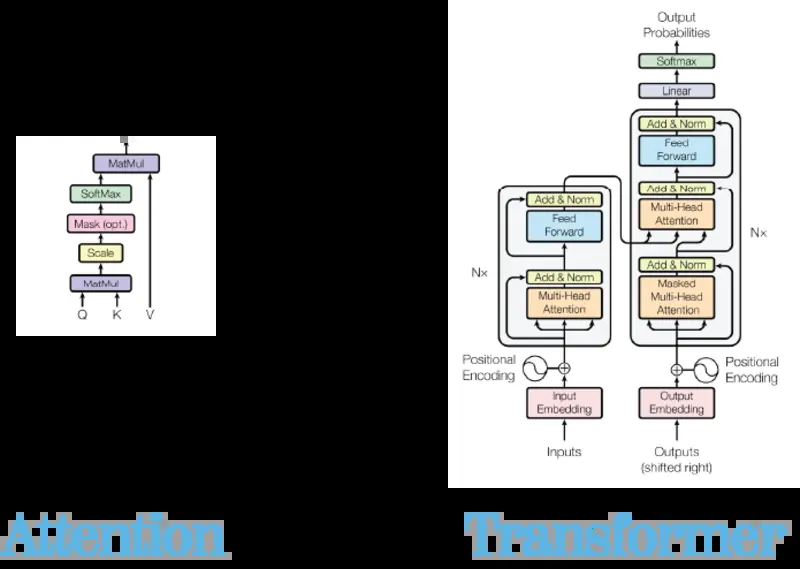 MatMul
SoftMax
Mask (opt.)
Scale
MatMul
Q K V
Attention
Output
Probabilities
Softmax
Linear
Add & Norm
Feed
Forward
Add & Norm
Multi-Head
Attention
Add & Norm
Masked
Multi-Head
Attention
Nx
Add & Norm
Feed
Forward
Add & Norm
Multi-Head
Attention
Nx
Positional
Encoding
Positional
Encoding
Input
Embedding
Output
Embedding
Inputs
Outputs
(shifted right)
Transformer